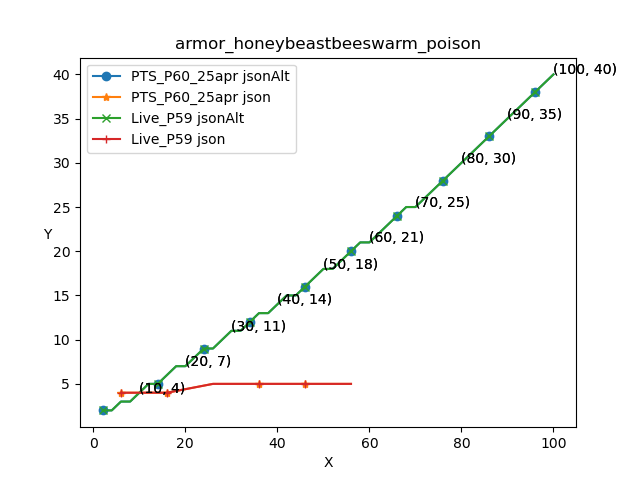 armor_honeybeastbeeswarm_poison
PTS_P60_25apr jsonAlt
PTS_P60_25apr json
Live_P59 jsonAlt
Live_P59 json
(100, 40)
(90, 35)
(80, 30)
(70, 25)
(60, 21)
(50, 18)
(40, 14)
(30, 11)
(20, 7)
(10, 4)
40
35
30
25
20
15
10
5
Y
0 20 40 60 80 100
X